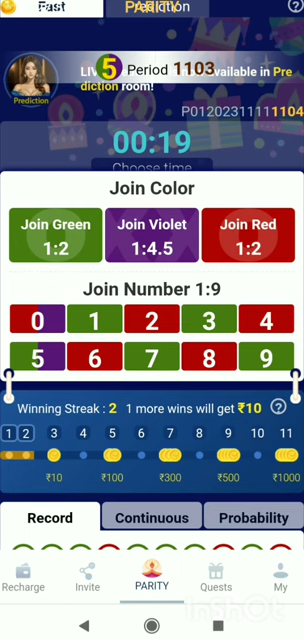 Fast
PARITY
Prediction
5 Period 1103
LIV available in Pre
diction room!
Prediction
P01202311111104
00:19
Choose time
Join Color
Join Green
1:2
Join Violet
1:4.5
Join Red
1:2
Join Number 1:9
0 1 2 3 4
5 6 7 8 9
Winning Streak : 2 1 more wins will get ₹10 ?
1 2 3 4 5 6 7 8 9 10 11
₹10 ₹100 ₹300 ₹500 ₹1000
Record Continuous Probability
Recharge Invite PARITY Quests My
InShot